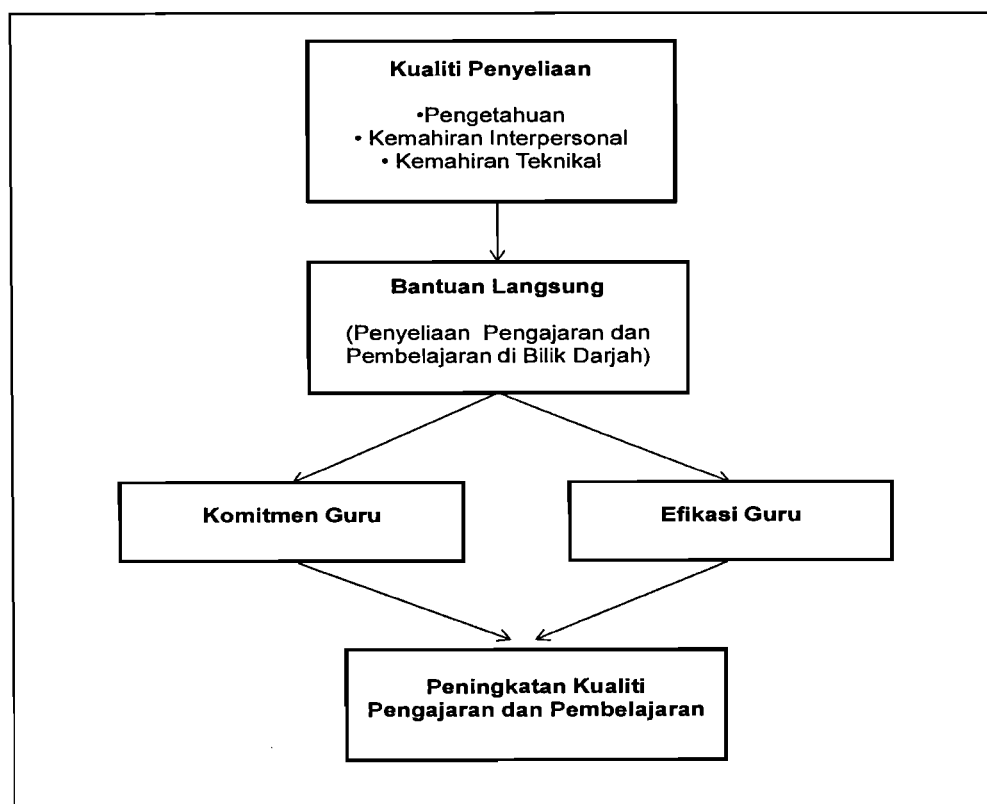 Kualiti Penyeliaan
•Pengetahuan
• Kemahiran Interpersonal
• Kemahiran Teknikal
Bantuan Langsung
(Penyeliaan Pengajaran dan
Pembelajaran di Bilik Darjah)
Komitmen Guru
Efikasi Guru
Peningkatan Kualiti
Pengajaran dan Pembelajaran